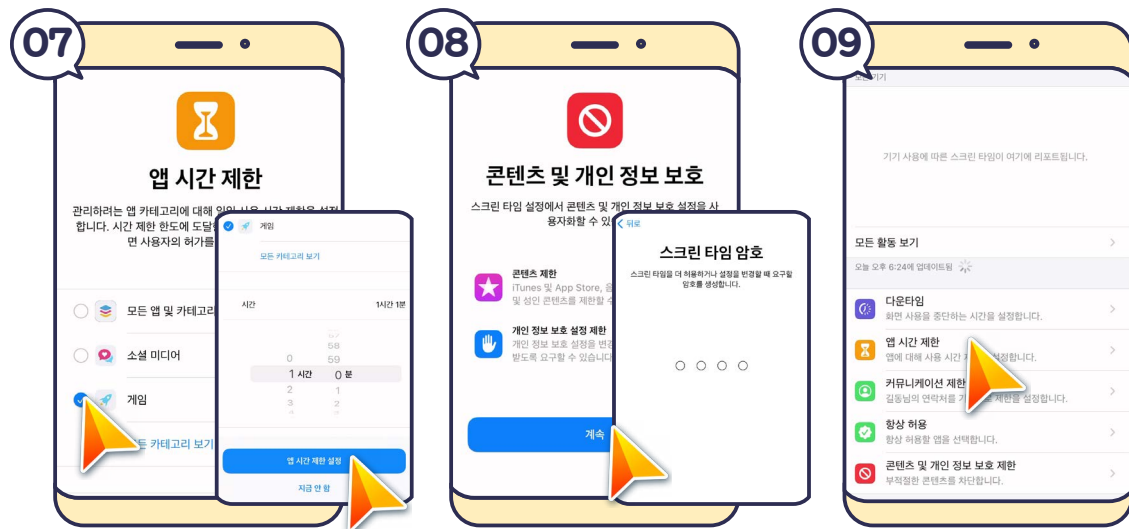 07
앱 시간 제한
관리하려는 앱 카테고리에 대해 일일 사용 시간 제한을 설정
합니다. 시간 제한 한도에 도달
면 사용자의 허가를
모든 앱 및 카테고리
소셜 미디어
게임
모든 카테고리 보기
게임
모든 카테고리 보기
시간
1시간 1분
58
0 59
1 시간 0 분
2 1
3 2
앱 시간 제한 설정
지금 안 함
08
콘텐츠 및 개인 정보 보호
스크린 타임 설정에서 콘텐츠 및 개인 정보 보호 설정을 사
용자화할 수 있
콘텐츠 제한
iTunes 및 App Store, 음
및 성인 콘텐츠를 제한할 수
개인 정보 보호 설정 제한
개인 정보 보호 설정을 변경
받도록 요구할 수 있습니다
계속
뒤로
스크린 타임 암호
스크린 타임을 더 허용하거나 설정을 변경할 때 요구할
암호를 생성합니다.
09
모든 기기
기기 사용에 따른 스크린 타임이 여기에 리포트됩니다.
모든 활동 보기
오늘 오후 6:24에 업데이트됨
다운타임
화면 사용을 중단하는 시간을 설정합니다.
앱 시간 제한
앱에 대해 사용 시간 설정합니다.
커뮤니케이션 제한
길동님의 연락처를 제한을 설정합니다.
항상 허용
항상 허용할 앱을 선택합니다.
콘텐츠 및 개인 정보 보호 제한
부적절한 콘텐츠를 차단합니다.